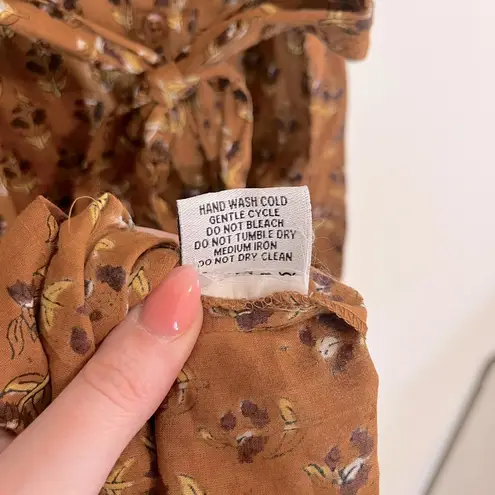 HAND WASH COLD
GENTLE CYCLE
DO NOT BLEACH
DO NOT TUMBLE DRY
MEDIUM IRON
DO NOT DRY CLEAN